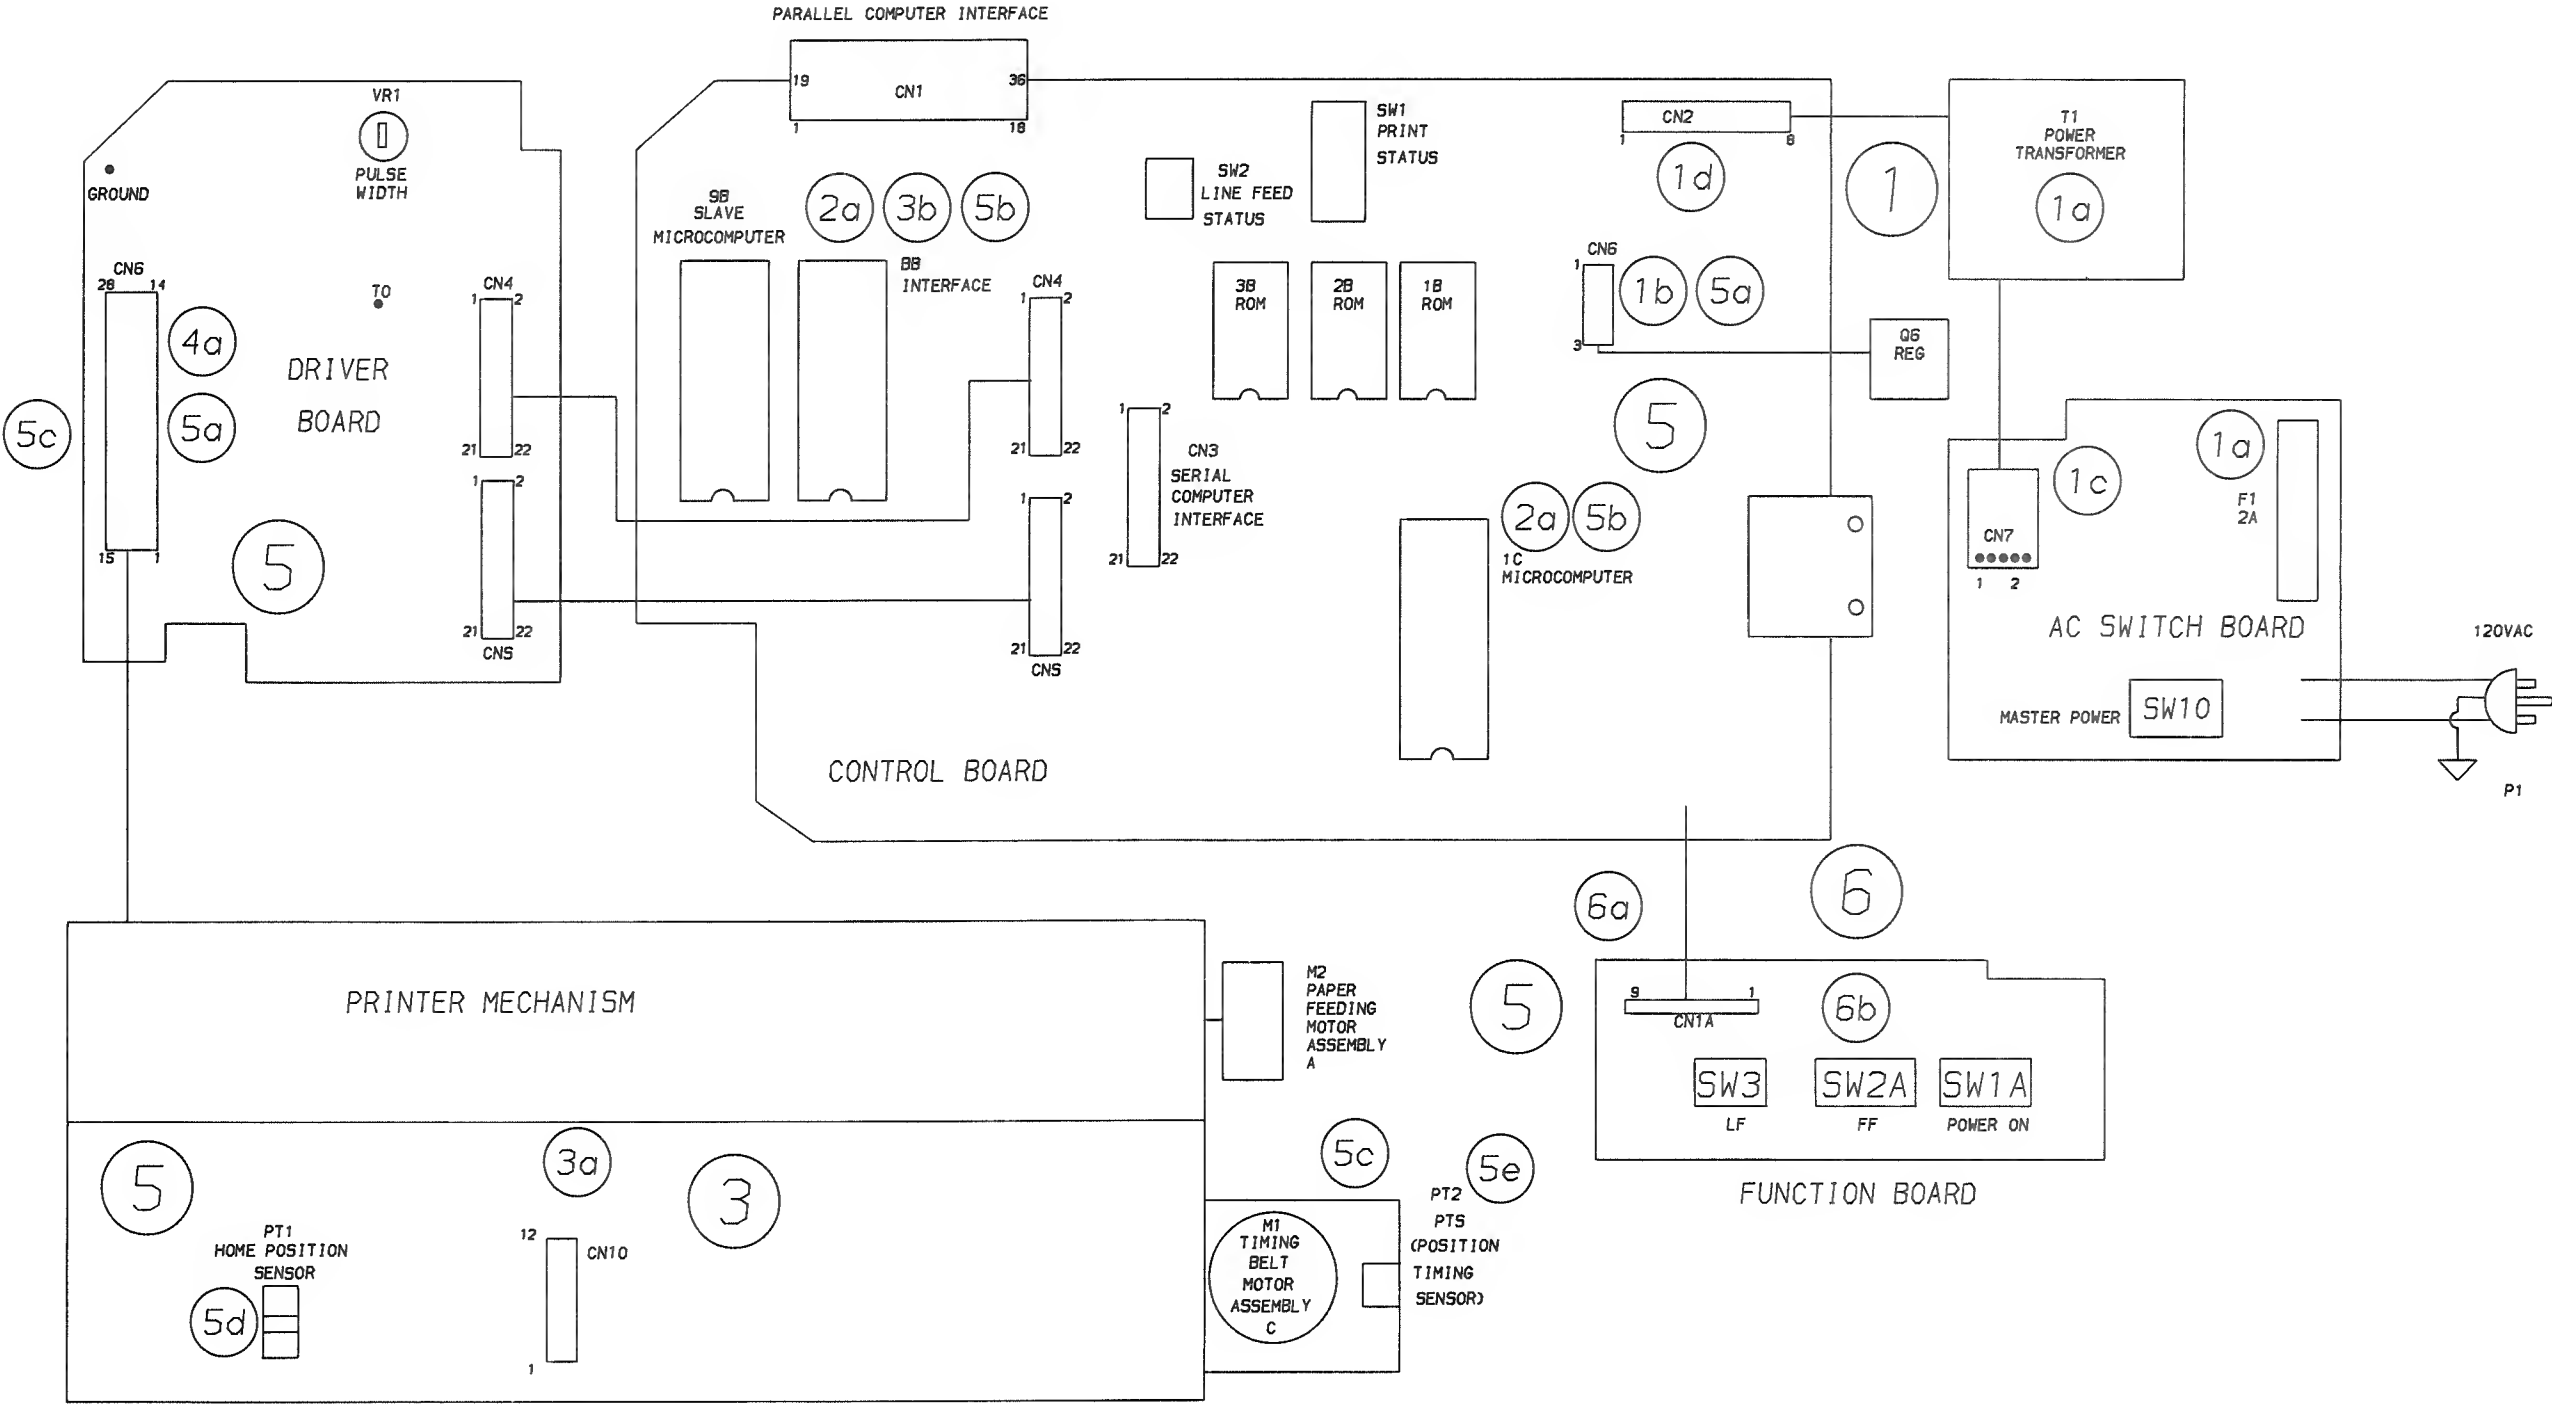 PARALLEL COMPUTER INTERFACE
19
36
CN1
1
18
VR1
PULSE
WIDTH
GROUND
CN6
28
14
TO
4a
5a
5c
DRIVER
BOARD
15
1
5
CN4
1
2
21
22
1
2
21
22
CN5
9B
SLAVE
MICROCOMPUTER
2a
3b
5b
8B
INTERFACE
CN4
1
2
21
22
1
2
21
22
CN5
SW2
LINE FEED
STATUS
SW1
PRINT
STATUS
3B
ROM
2B
ROM
1B
ROM
1
2
CN3
SERIAL
COMPUTER
INTERFACE
21
22
CN2
1
8
1d
1
CN6
1
3
1b
5a
Q6
REG
5
2a
5b
1C
MICROCOMPUTER
CONTROL BOARD
T1
POWER
TRANSFORMER
1a
1a
1c
F1
2A
CN7
1
2
AC SWITCH BOARD
MASTER POWER
SW10
120VAC
P1
6a
6
9
1
CN1A
6b
SW3
SW2A
SW1A
LF
FF
POWER ON
FUNCTION BOARD
PRINTER MECHANISM
M2
PAPER
FEEDING
MOTOR
ASSEMBLY
A
5
5
3a
3
PT1
HOME POSITION
SENSOR
5d
12
CN10
1
5c
5e
M1
TIMING
BELT
MOTOR
ASSEMBLY
C
PT2
PTS
(POSITION
TIMING
SENSOR)